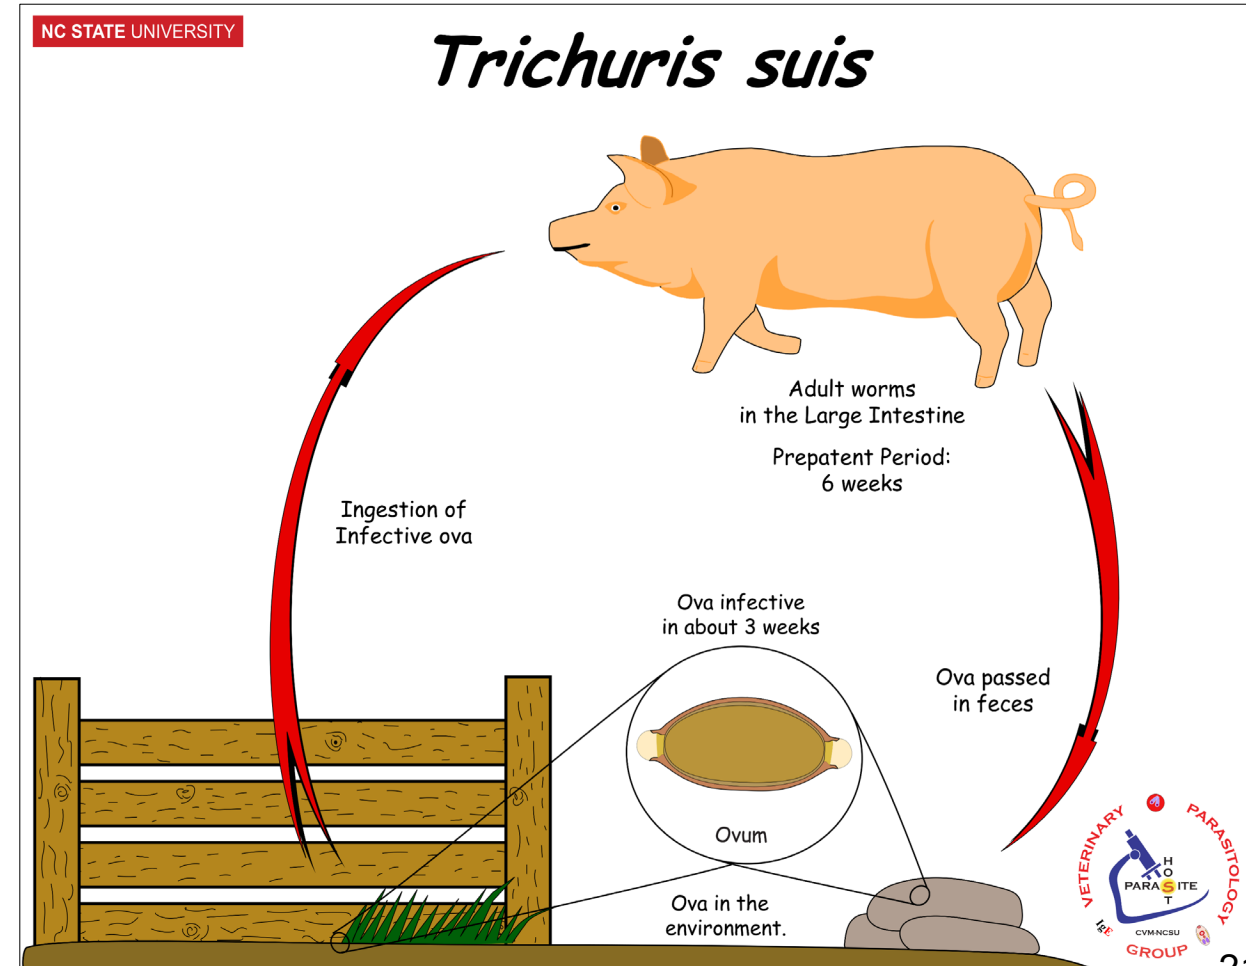 NC STATE UNIVERSITY
Trichuris suis
Adult worms
in the Large Intestine
Prepatent Period:
6 weeks
Ingestion of
Infective ova
Ova infective
in about 3 weeks
Ova passed
in feces
Ovum
Ova in the
environment.
VETERINARY PARASITOLOGY GROUP
HOST
PARASITE
IgE
CVM-NCSU